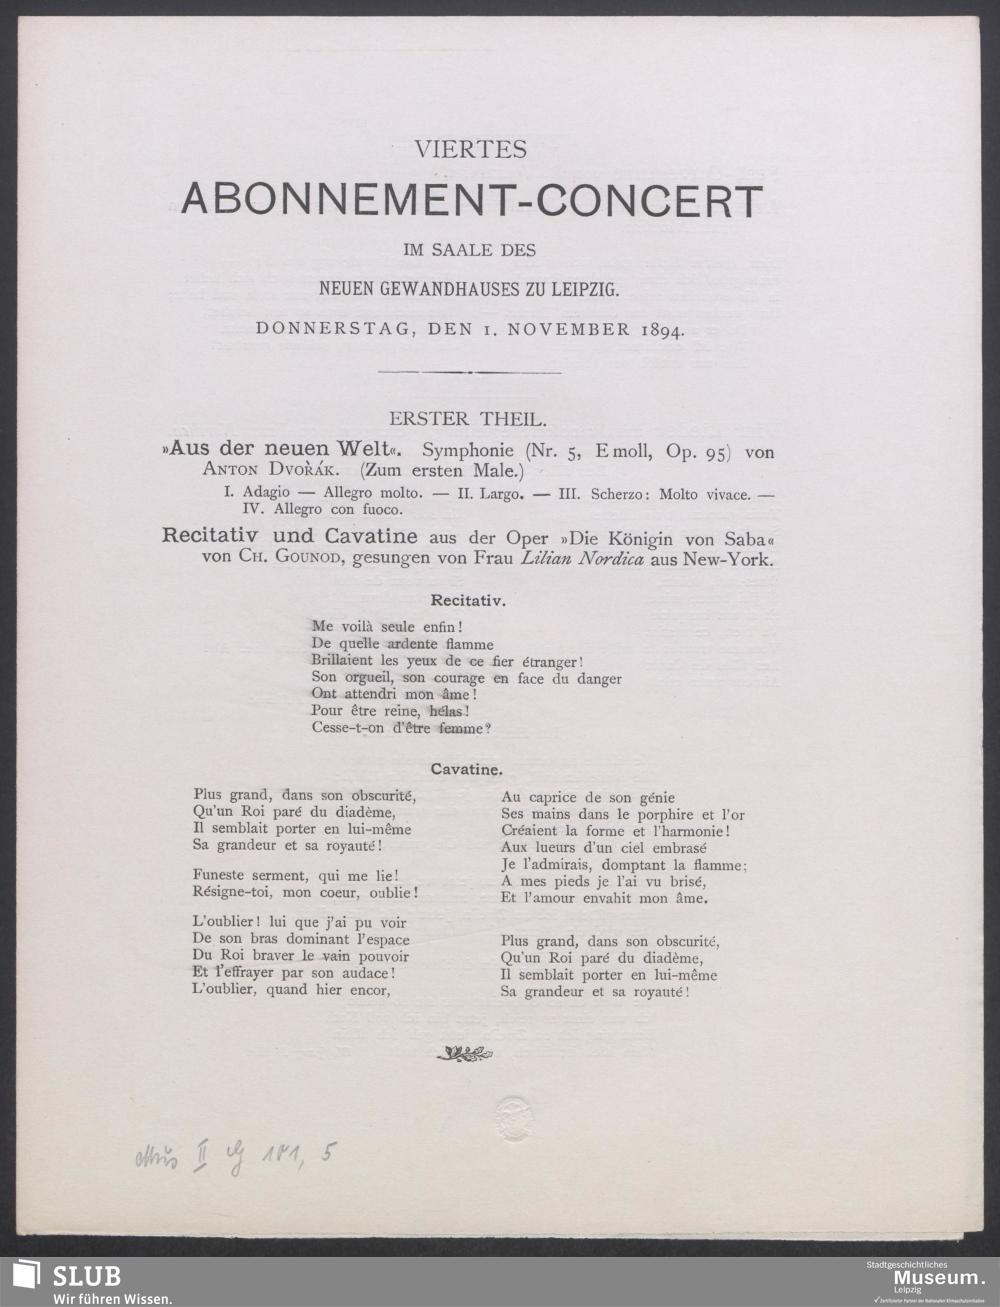 VIERTES
ABONNEMENT-CONCERT
IM SAALE DES
NEUEN GEWANDHAUSES ZU LEIPZIG.
DONNERSTAG, DEN 1. NOVEMBER 1894.
ERSTER THEIL.
»Aus der neuen Welt«. Symphonie (Nr. 5, E moll, Op. 95) von
ANTON DVOŘÁK. (Zum ersten Male.)
I. Adagio — Allegro molto. — II. Largo. — III. Scherzo: Molto vivace. —
IV. Allegro con fuoco.
Recitativ und Cavatine aus der Oper »Die Königin von Saba«
von CH. GOUNOD, gesungen von Frau Lilian Nordica aus New-York.
Recitativ.
Me voilà seule enfin!
De quelle ardente flamme
Brillaient les yeux de ce fier étranger!
Son orgueil, son courage en face du danger
Ont attendri mon âme!
Pour être reine, hélas!
Cesse-t-on d'être femme?
Cavatine.
Plus grand, dans son obscurité,
Qu'un Roi paré du diadème,
Il semblait porter en lui-même
Sa grandeur et sa royauté!
Funeste serment, qui me lie!
Résigne-toi, mon coeur, oublie!
L'oublier! lui que j'ai pu voir
De son bras dominant l'espace
Du Roi braver le vain pouvoir
Et l'effrayer par son audace!
L'oublier, quand hier encor,
Au caprice de son génie
Ses mains dans le porphire et l'or
Créaient la forme et l'harmonie!
Aux lueurs d'un ciel embrasé
Je l'admirais, domptant la flamme;
A mes pieds je l'ai vu brisé,
Et l'amour envahit mon âme.
Plus grand, dans son obscurité,
Qu'un Roi paré du diadème,
Il semblait porter en lui-même
Sa grandeur et sa royauté!
Mus II G 181, 5
SLUB
Wir führen Wissen.
Stadtgeschichtliches
Museum.
Leipzig
Zertifizierter Partner der Nationalen Klimaschutzinitiative